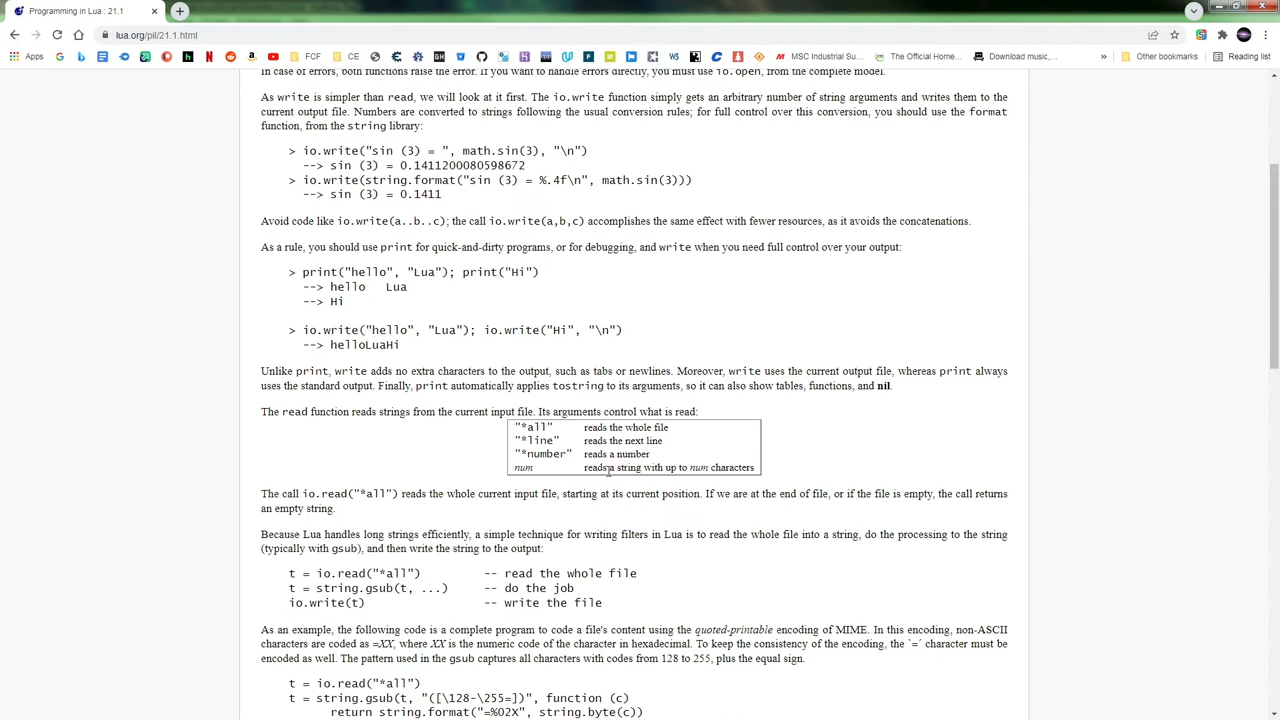 Programming in Lua : 21.1
lua.org/pil/21.1.html
Apps
FCF
CE
MSC Industrial Su...
The Official Home...
Download music,...
»
Other bookmarks
Reading list
In case of errors, both functions raise the error. If you want to handle errors directly, you must use io.open, from the complete model.
As write is simpler than read, we will look at it first. The io.write function simply gets an arbitrary number of string arguments and writes them to the
current output file. Numbers are converted to strings following the usual conversion rules; for full control over this conversion, you should use the format
function, from the string library:
> io.write("sin (3) = ", math.sin(3), "\n")
--> sin (3) = 0.1411200080598672
> io.write(string.format("sin (3) = %.4f\n", math.sin(3)))
--> sin (3) = 0.1411
Avoid code like io.write(a..b..c); the call io.write(a,b,c) accomplishes the same effect with fewer resources, as it avoids the concatenations.
As a rule, you should use print for quick-and-dirty programs, or for debugging, and write when you need full control over your output:
> print("hello", "Lua"); print("Hi")
--> hello   Lua
--> Hi
> io.write("hello", "Lua"); io.write("Hi", "\n")
--> helloLuaHi
Unlike print, write adds no extra characters to the output, such as tabs or newlines. Moreover, write uses the current output file, whereas print always
uses the standard output. Finally, print automatically applies tostring to its arguments, so it can also show tables, functions, and nil.
The read function reads strings from the current input file. Its arguments control what is read:
"*all" reads the whole file
"*line" reads the next line
"*number" reads a number
num reads a string with up to num characters
The call io.read("*all") reads the whole current input file, starting at its current position. If we are at the end of file, or if the file is empty, the call returns
an empty string.
Because Lua handles long strings efficiently, a simple technique for writing filters in Lua is to read the whole file into a string, do the processing to the string
(typically with gsub), and then write the string to the output:
t = io.read("*all")         -- read the whole file
t = string.gsub(t, ...)     -- do the job
io.write(t)                 -- write the file
As an example, the following code is a complete program to code a file's content using the quoted-printable encoding of MIME. In this encoding, non-ASCII
characters are coded as =XX, where XX is the numeric code of the character in hexadecimal. To keep the consistency of the encoding, the `=´ character must be
encoded as well. The pattern used in the gsub captures all characters with codes from 128 to 255, plus the equal sign.
t = io.read("*all")
t = string.gsub(t, "([\128-\255=])", function (c)
return string.format("=%02X", string.byte(c))